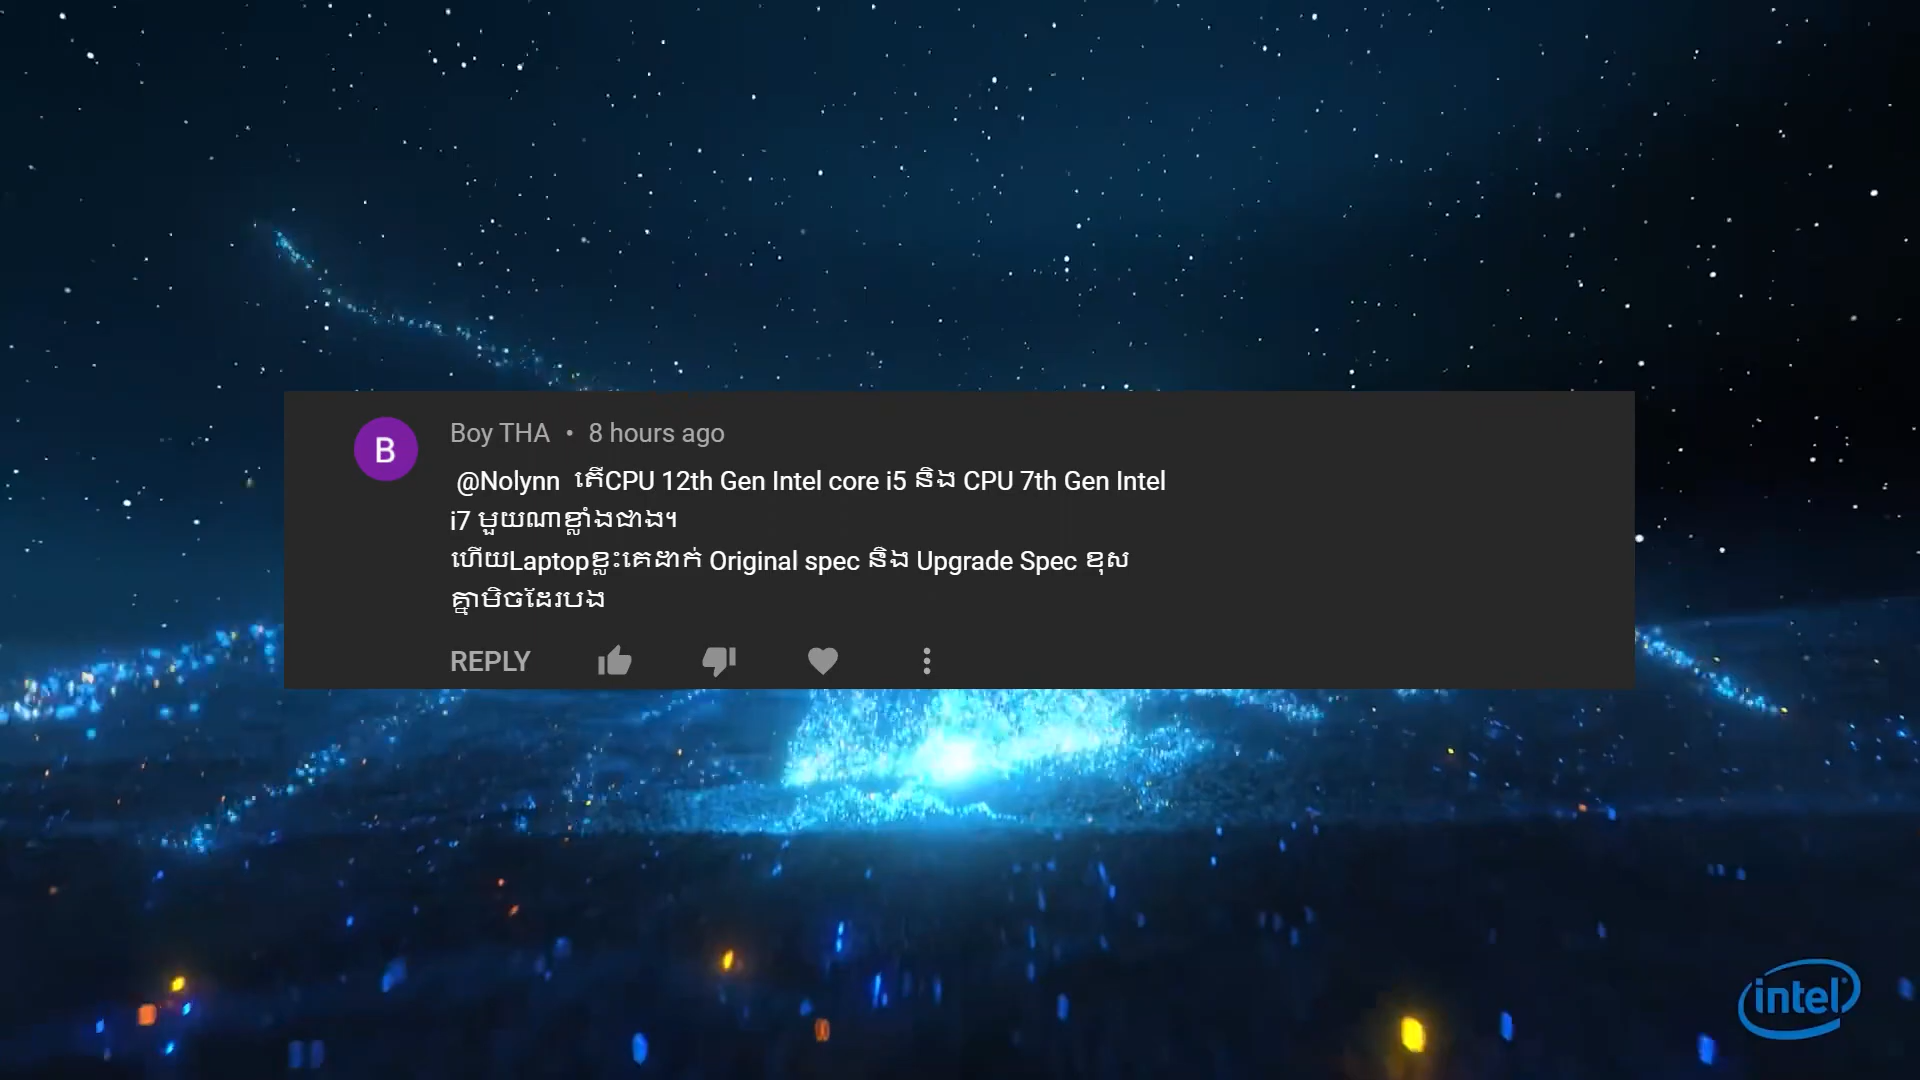 Boy THA • 8 hours ago
B
@Nolynn តើCPU 12th Gen Intel core i5 និង CPU 7th Gen Intel
i7 មួយណាខ្លាំងជាង។
ហើយLaptopខ្លះគេដាក់ Original spec និង Upgrade Spec ខុស
គ្នាមិចដែរបង
REPLY
intel